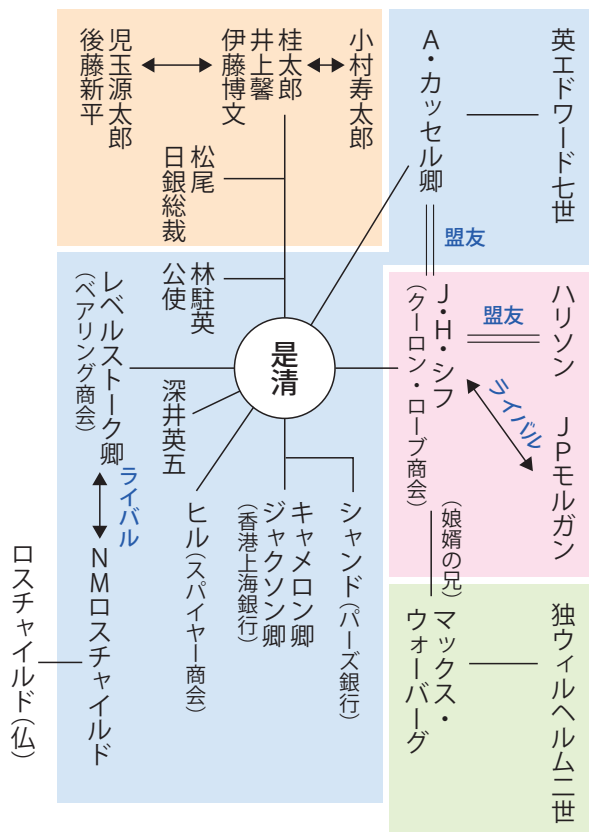 英エドワード七世
A・カッセル卿
盟友
小村寿太郎
桂太郎
井上馨
伊藤博文
児玉源太郎
後藤新平
松尾
日銀総裁
林駐英
公使
是清
ハリソン
盟友
J・H・シフ
(クーロン・ローブ商会)
ライバル
JPモルガン
(娘婿の兄)
マックス・
ウォーバーグ
独ウィルヘルム二世
シャンド(パーズ銀行)
キャメロン卿
ジャクソン卿
(香港上海銀行)
ヒル(スパイヤー商会)
深井英五
レベルストーク卿
(ベアリング商会)
ライバル
NMロスチャイルド
ロスチャイルド(仏)